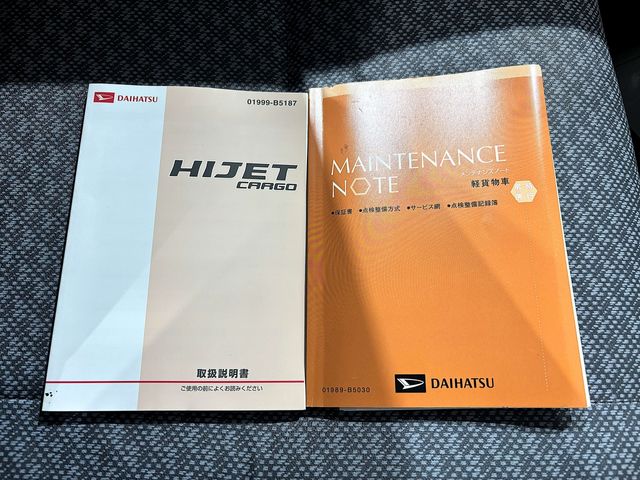 DAIHATSU
01999-B5187
HIJET
CARGO
取扱説明書
ご使用の前によくお読みください
MAINTENANCE
NOTE
メンテナンスノート
軽貨物車
●保証書 ●点検整備方式 ●サービス網 ●点検整備記録簿
01989-B5030
DAIHATSU